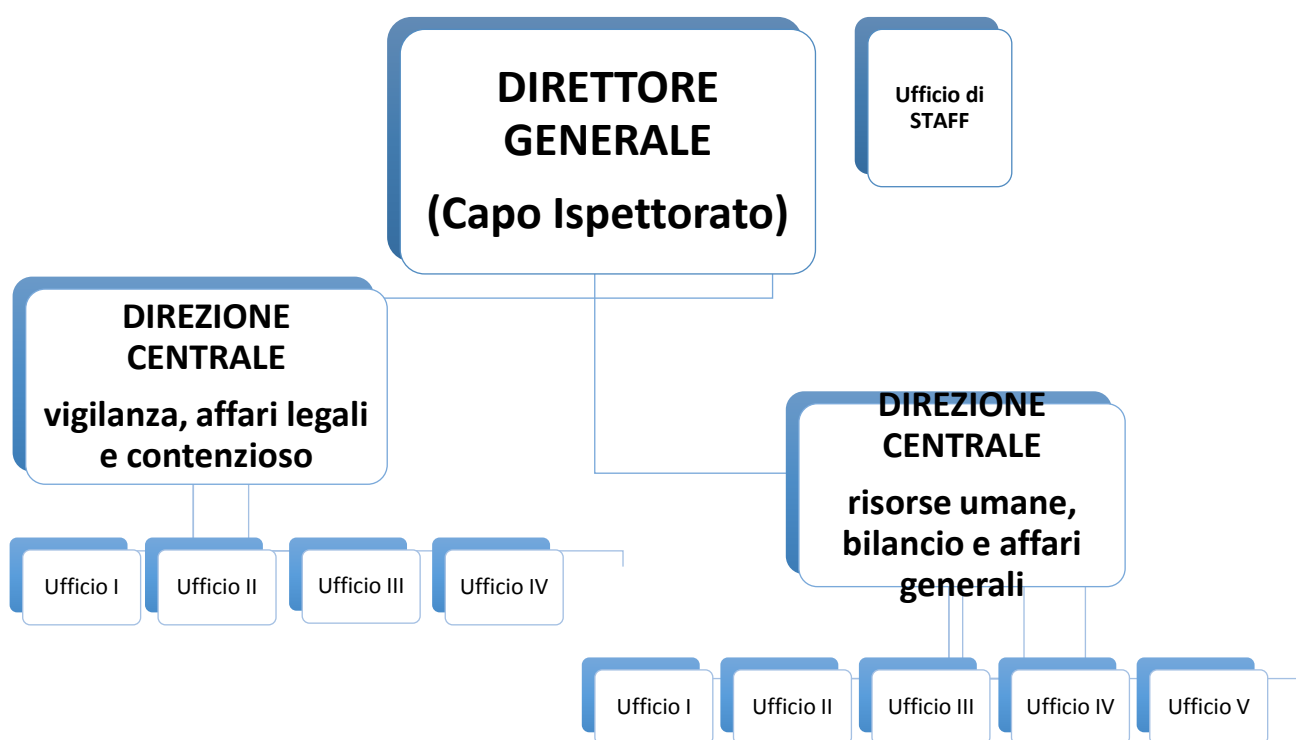 DIRETTORE
GENERALE
(Capo Ispettorato)
Ufficio di
STAFF
DIREZIONE
CENTRALE
vigilanza, affari legali
e contenzioso
DIREZIONE
CENTRALE
risorse umane,
bilancio e affari
generali
Ufficio I
Ufficio II
Ufficio III
Ufficio IV
Ufficio I
Ufficio II
Ufficio III
Ufficio IV
Ufficio V